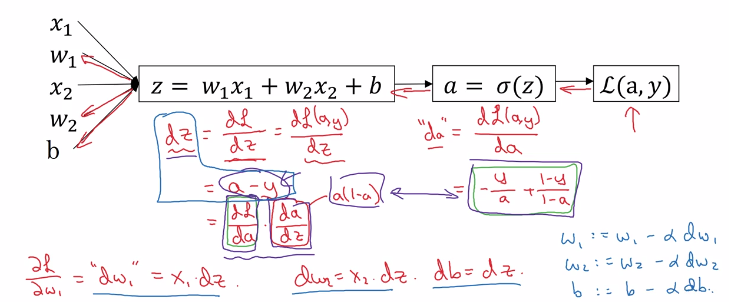 x₁
w₁
x₂
w₂
b
z = w₁x₁ + w₂x₂ + b
a = σ(z)
ℒ(a, y)
dz = dℒ/dz = dℒ(a,y)/dz
"da" = dℒ(a,y)/da
= a - y
= -y/a + (1-y)/(1-a)
= dℒ/da · da/dz
a(1-a)
∂ℒ/∂w₁ = "dw₁" = x₁·dz.
dw₂ = x₂·dz.
db = dz.
w₁ := w₁ - α dw₁
w₂ := w₂ - α dw₂
b := b - α db.